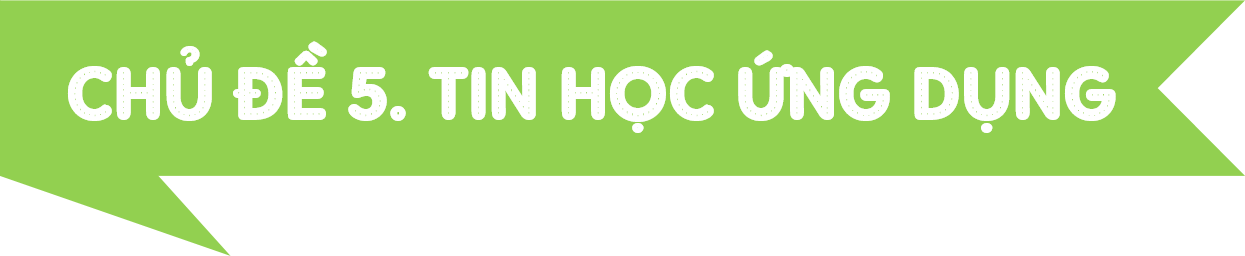 CHỦ ĐỀ 5. TIN HỌC ỨNG DỤNG